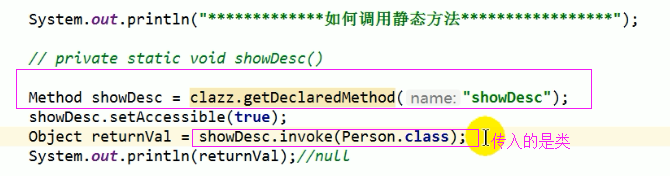 System.out.println("*************如何调用静态方法*****************");
// private static void showDesc()
Method showDesc = clazz.getDeclaredMethod( name: "showDesc");
showDesc.setAccessible(true);
Object returnVal = showDesc.invoke(Person.class); 传入的是类
System.out.println(returnVal);//null